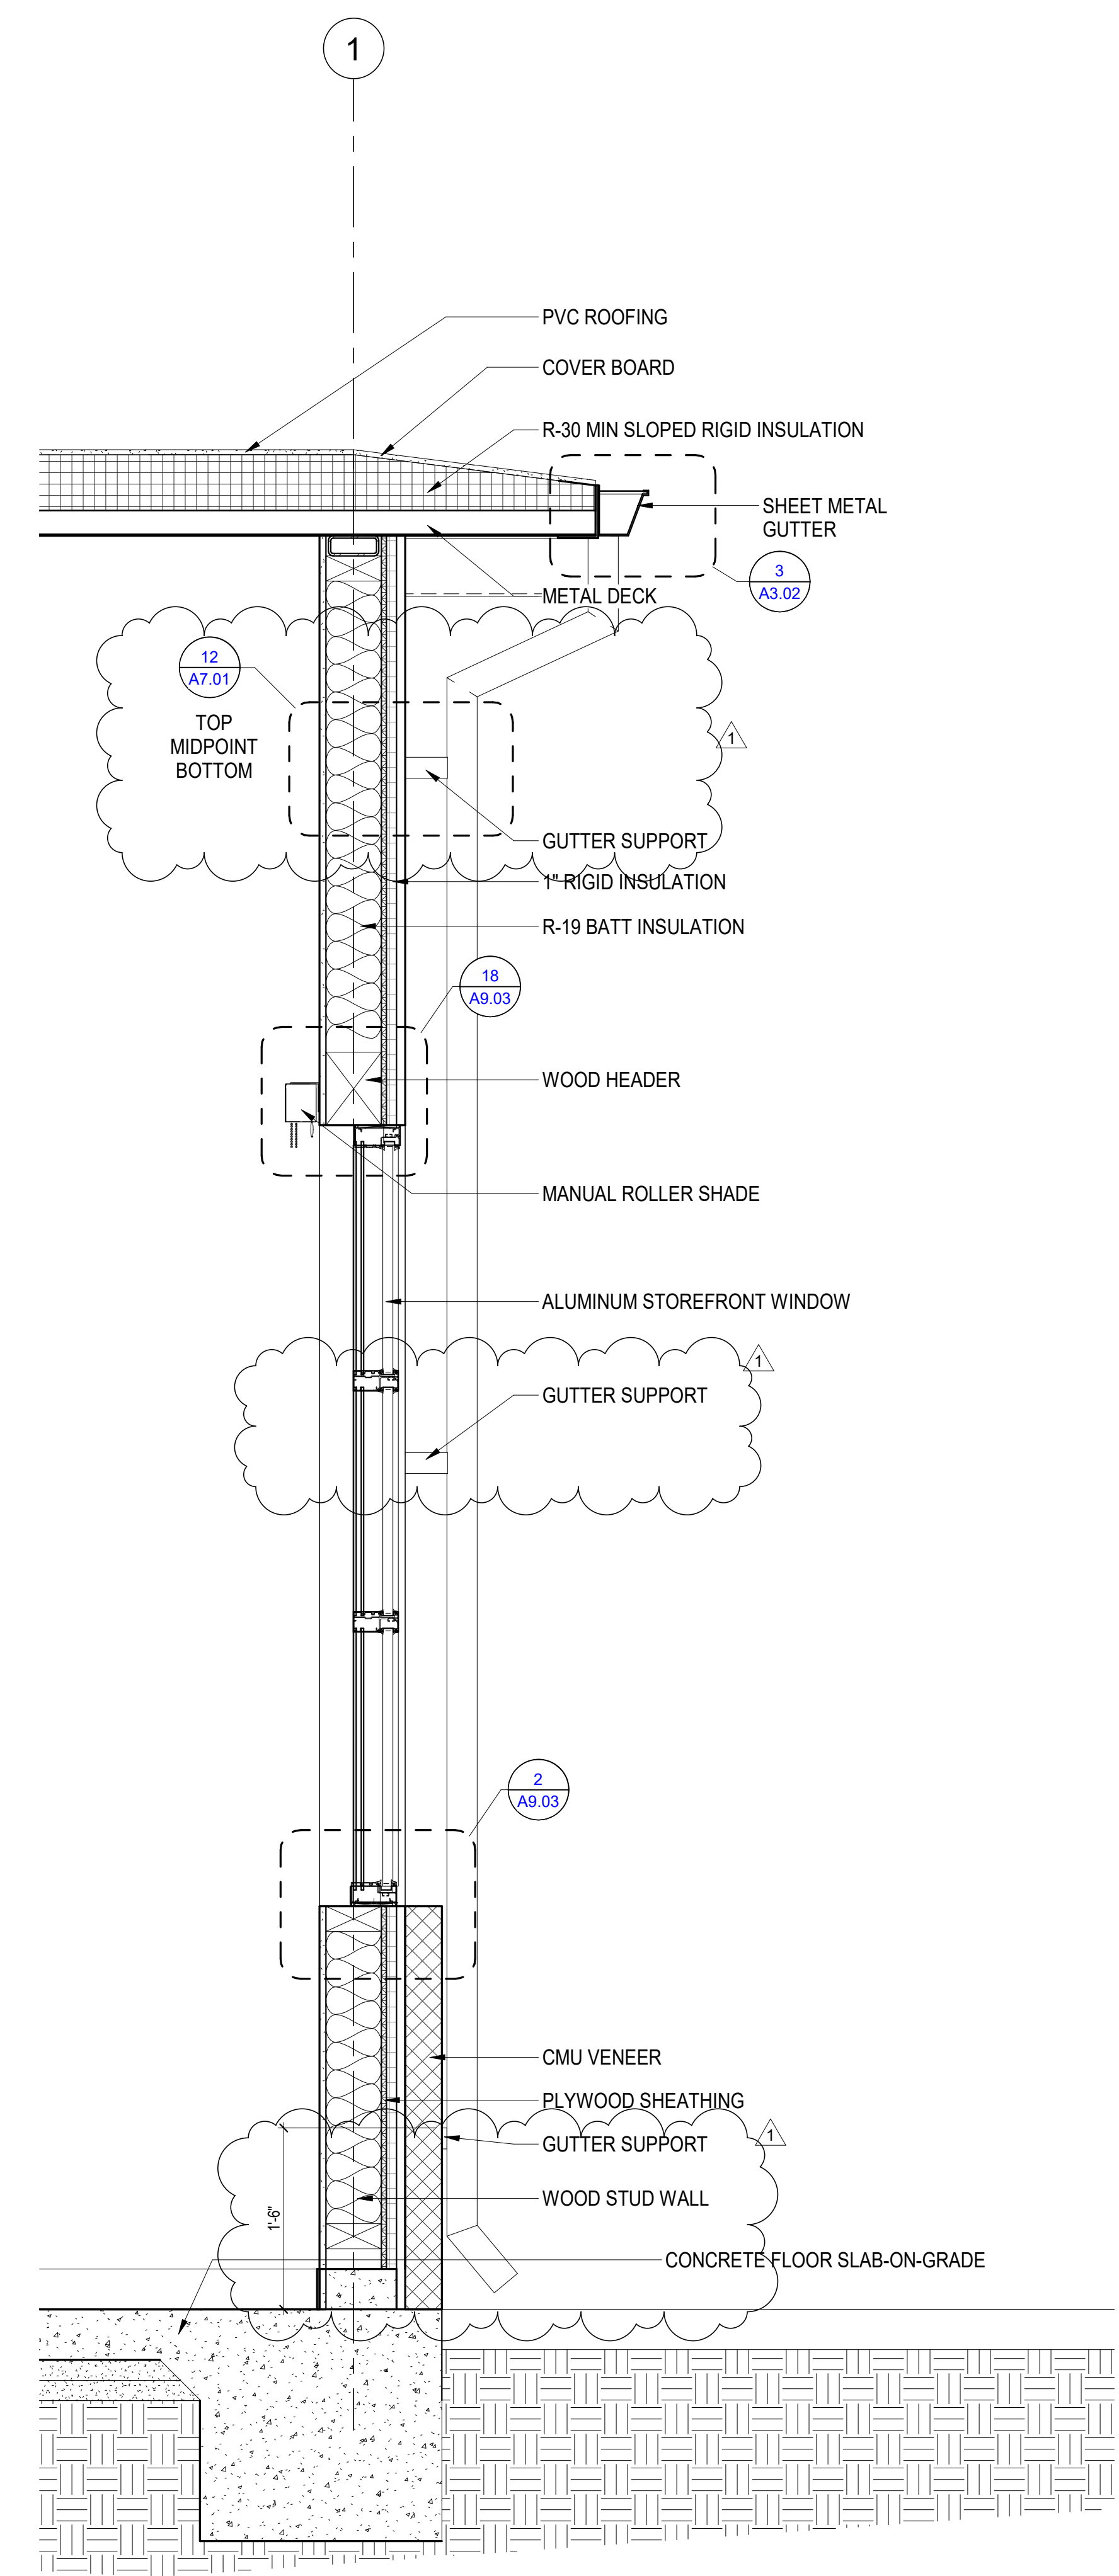 1
PVC ROOFING
COVER BOARD
R-30 MIN SLOPED RIGID INSULATION
SHEET METAL
GUTTER
3
A3.02
METAL DECK
12
A7.01
TOP
MIDPOINT
BOTTOM
1
GUTTER SUPPORT
1" RIGID INSULATION
R-19 BATT INSULATION
18
A9.03
WOOD HEADER
MANUAL ROLLER SHADE
ALUMINUM STOREFRONT WINDOW
1
GUTTER SUPPORT
2
A9.03
CMU VENEER
PLYWOOD SHEATHING
1
GUTTER SUPPORT
WOOD STUD WALL
1'-6"
CONCRETE FLOOR SLAB-ON-GRADE